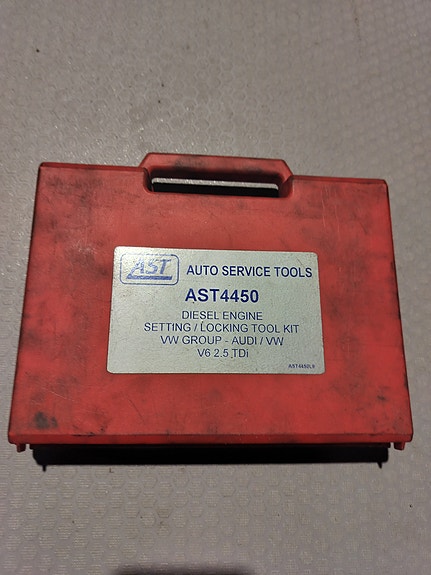 AST AUTO SERVICE TOOLS
AST4450
DIESEL ENGINE
SETTING / LOCKING TOOL KIT
VW GROUP - AUDI / VW
V6 2.5 TDi
AST4450L9